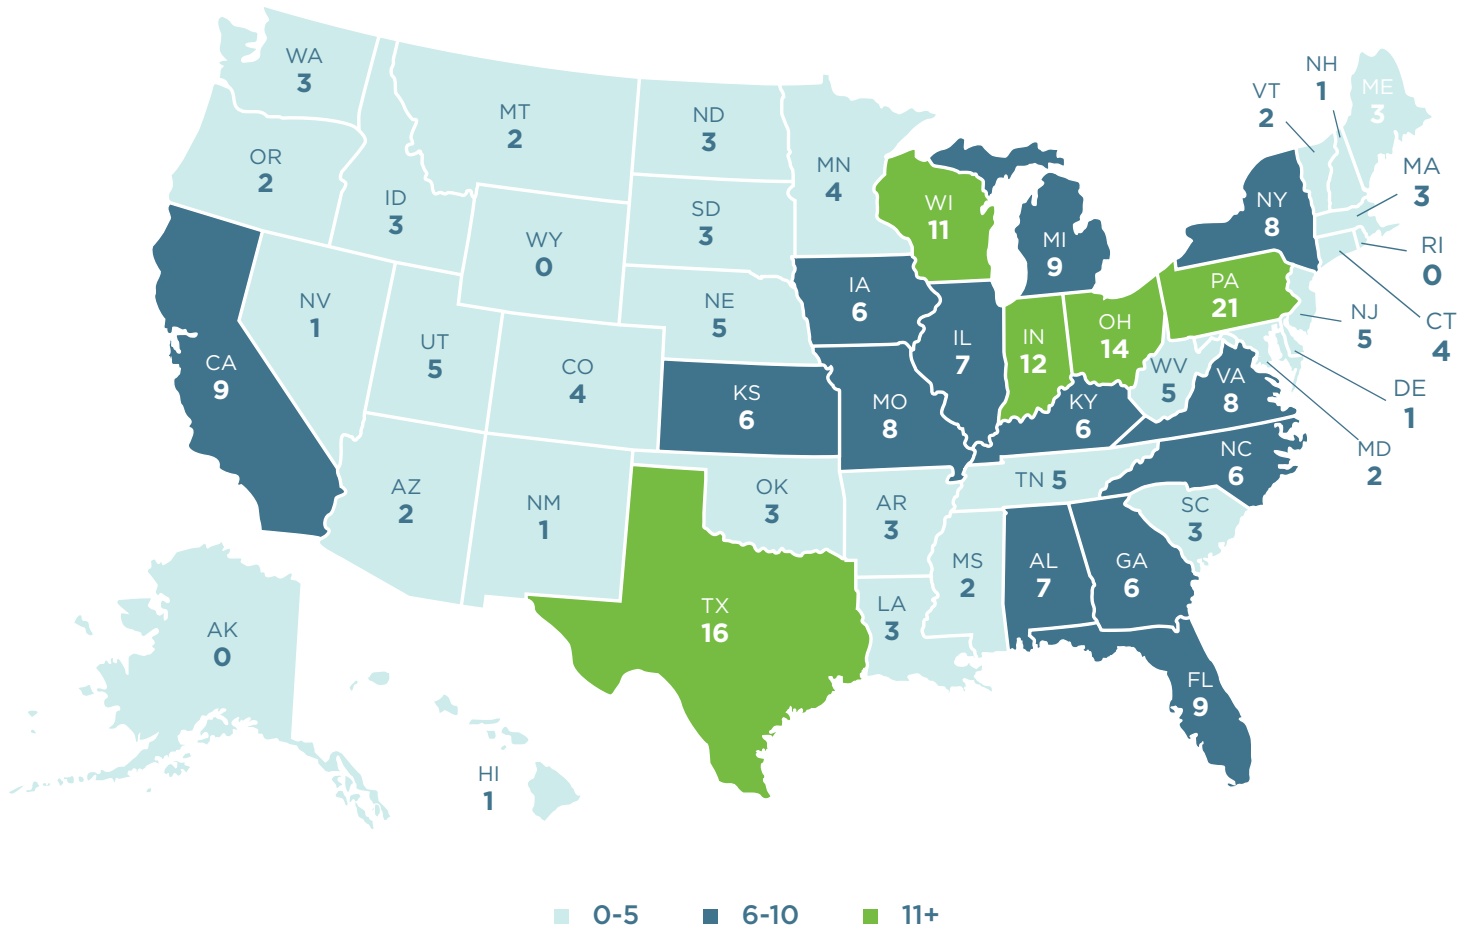 WA
3
OR
2
CA
9
ID
3
NV
1
MT
2
WY
0
UT
5
AZ
2
CO
4
NM
1
ND
3
SD
3
NE
5
KS
6
OK
3
TX
16
MN
4
IA
6
MO
8
AR
3
LA
3
WI
11
IL
7
MI
9
IN
12
OH
14
KY
6
TN 5
MS
2
AL
7
GA
6
FL
9
SC
3
NC
6
VA
8
WV
5
PA
21
NY
8
VT
2
NH
1
ME
3
MA
3
RI
0
CT
4
NJ
5
DE
1
MD
2
AK
0
HI
1
0-5
6-10
11+